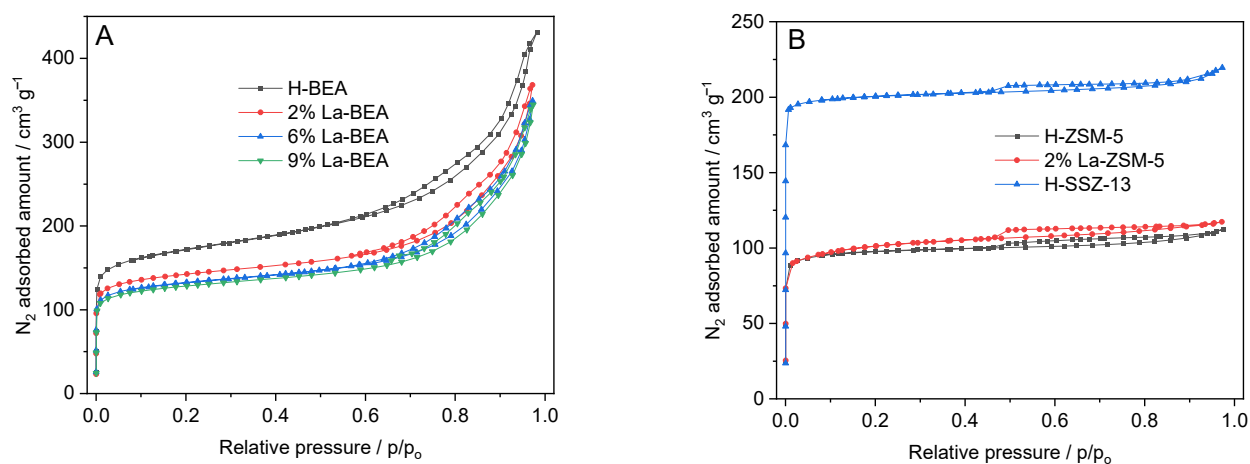 A
H-BEA
2% La-BEA
6% La-BEA
9% La-BEA
400
300
200
100
0
0.0 0.2 0.4 0.6 0.8 1.0
N₂ adsorbed amount / cm³ g⁻¹
Relative pressure / p/pₒ
B
H-ZSM-5
2% La-ZSM-5
H-SSZ-13
250
200
150
100
50
0
0.0 0.2 0.4 0.6 0.8 1.0
N₂ adsorbed amount / cm³ g⁻¹
Relative pressure / p/pₒ